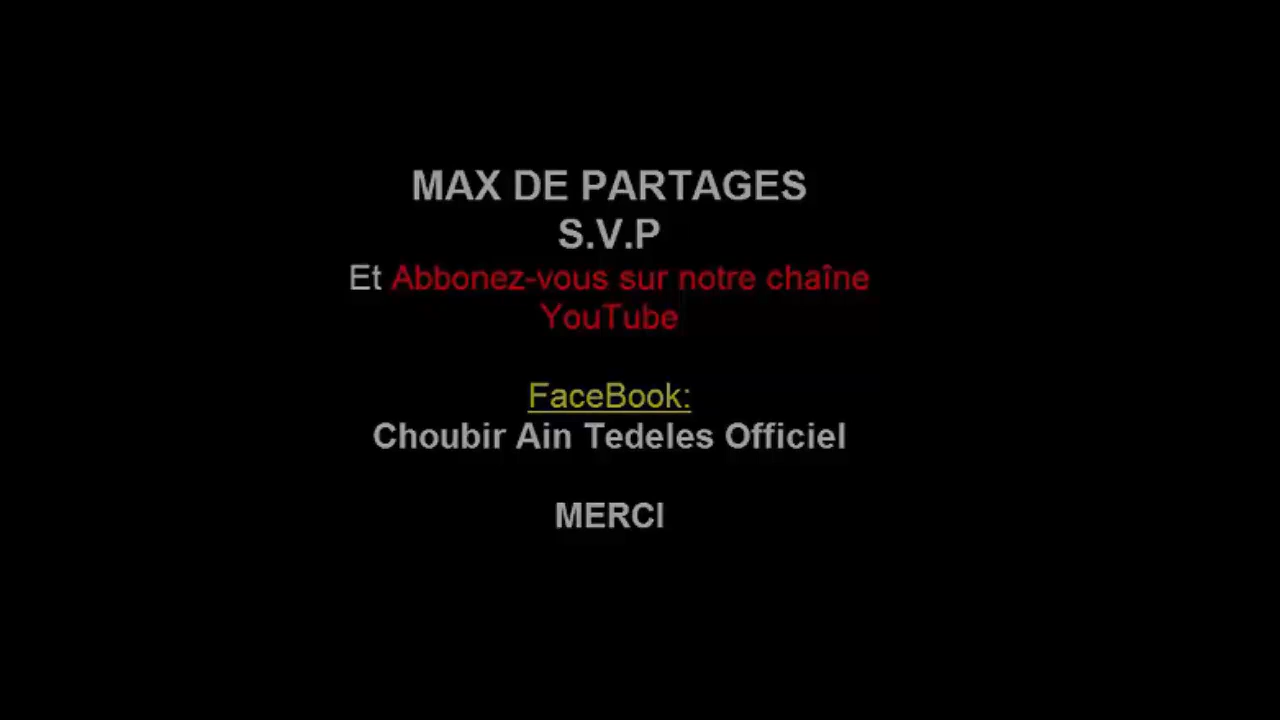 MAX DE PARTAGES
S.V.P
Et Abbonez-vous sur notre chaîne
YouTube
FaceBook:
Choubir Ain Tedeles Officiel
MERCI